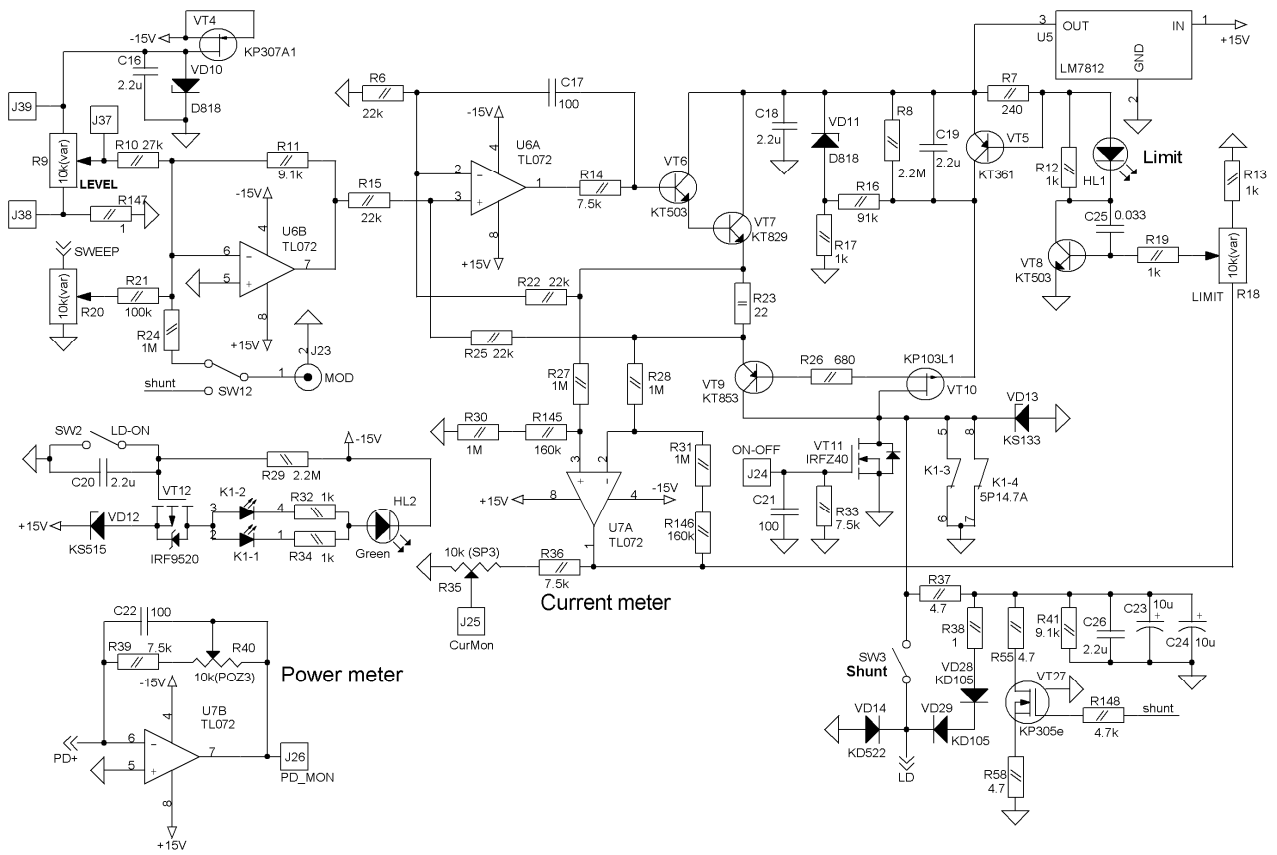 VT4
-15V
KP307A1
C16
2.2u
VD10
D818
J39
J37
R10 27k
R9
10k(var)
LEVEL
J38
R147
1
R11
9.1k
-15V
4
U6B
TL072
6
5
7
8
+15V
SWEEP
10k(var)
R20
R21
100k
R24
1M
2
J23
1
MOD
shunt
SW12
R6
22k
C17
100
-15V
4
U6A
TL072
2
3
1
8
+15V
R15
22k
R14
7.5k
VT6
KT503
VT7
KT829
C18
2.2u
VD11
D818
R8
2.2M
C19
2.2u
R16
91k
R17
1k
3
OUT
IN
1
U5
GND
LM7812
2
+15V
R7
240
VT5
KT361
R12
1k
HL1
Limit
R13
1k
C25
0.033
VT8
KT503
R19
1k
10k(var)
LIMIT
R18
R22 22k
R23
22
R25 22k
R27
1M
R28
1M
VT9
KT853
R26 680
KP103L1
VT10
VD13
KS133
R30
1M
R145
160k
3
2
+15V
8
4
-15V
U7A
TL072
1
R31
1M
R146
160k
ON-OFF
J24
VT11
IRFZ40
C21
100
R33
7.5k
5
8
K1-3
K1-4
5P14.7A
6
7
SW2
LD-ON
C20
2.2u
R29 2.2M
-15V
VT12
+15V
VD12
KS515
IRF9520
K1-2
3
4
2
1
K1-1
R32 1k
R34 1k
HL2
Green
10k (SP3)
R35
R36
7.5k
J25
CurMon
Current meter
C22
100
R39
7.5k
R40
10k(POZ3)
Power meter
-15V
4
U7B
TL072
PD+
6
5
7
8
+15V
J26
PD_MON
R37
4.7
R38
1
R55 4.7
R41
9.1k
C26
2.2u
C23
10u
C24
10u
SW3
Shunt
VD28
KD105
VT27
KP305e
R148
4.7k
shunt
VD14
KD522
VD29
KD105
LD
R58
4.7